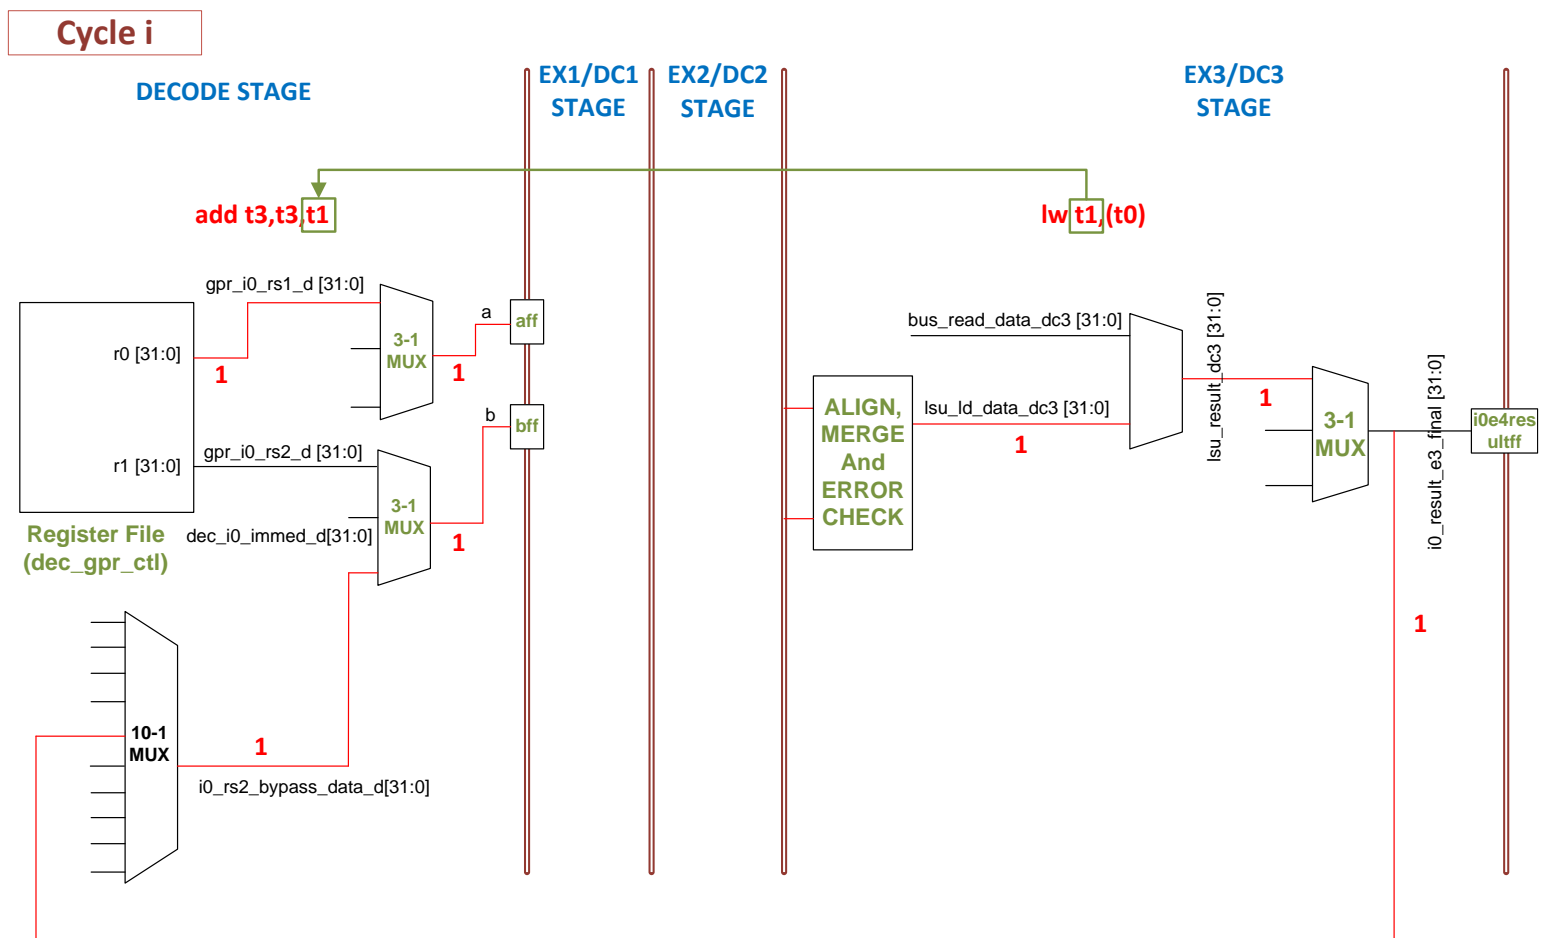 Cycle i
DECODE STAGE
EX1/DC1
STAGE
EX2/DC2
STAGE
EX3/DC3
STAGE
add t3,t3,t1
lw t1,(t0)
gpr_i0_rs1_d [31:0]
r0 [31:0]
1
3-1
MUX
1
a
aff
gpr_i0_rs2_d [31:0]
r1 [31:0]
b
bff
3-1
MUX
1
dec_i0_immed_d[31:0]
Register File
(dec_gpr_ctl)
10-1
MUX
1
i0_rs2_bypass_data_d[31:0]
bus_read_data_dc3 [31:0]
ALIGN,
MERGE
And
ERROR
CHECK
lsu_ld_data_dc3 [31:0]
1
lsu_result_dc3 [31:0]
1
3-1
MUX
i0_result_e3_final [31:0]
i0e4res
ultff
1